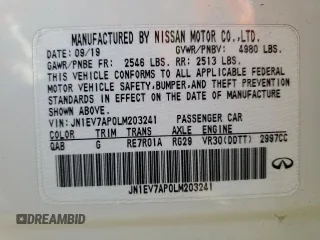 MANUFACTURED BY NISSAN MOTOR CO.,LTD.
DATE: 09/19 GVWR/PNBV: 4980 LBS.
GAWR/PNBE FR: 2546 LBS. RR: 2513 LBS.
THIS VEHICLE CONFORMS TO ALL APPLICABLE FEDERAL
MOTOR VEHICLE SAFETY,BUMPER,AND THEFT PREVENTION
STANDARDS IN EFFECT ON THE DATE OF MANUFACTURE
SHOWN ABOVE.
VIN: JN1EV7AP0LM203241 PASSENGER CAR
COLOR TRIM TRANS/AXLE ENGINE
QAB G RE7R01A RG29 VR30(DDTT) 2997CC
JN1EV7AP0LM203241
INFINITI
DREAMBID